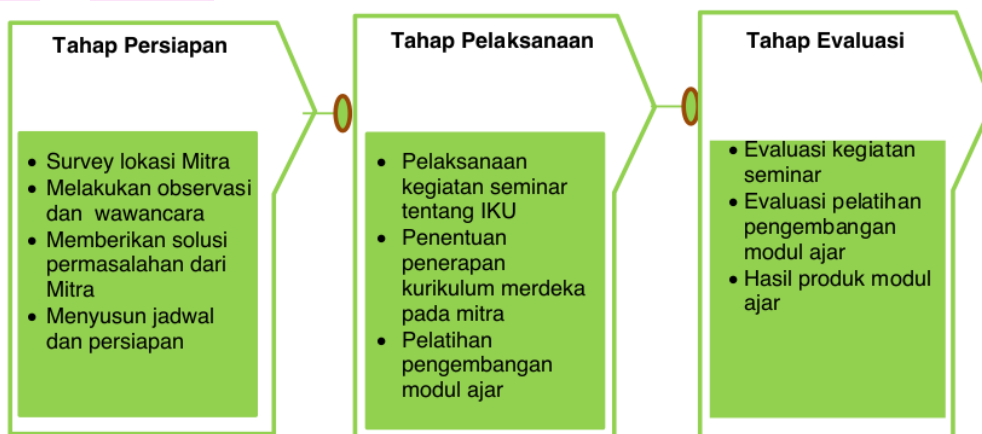 Tahap Persiapan
• Survey lokasi Mitra
• Melakukan observasi
dan wawancara
• Memberikan solusi
permasalahan dari
Mitra
• Menyusun jadwal
dan persiapan
Tahap Pelaksanaan
• Pelaksanaan
kegiatan seminar
tentang IKU
• Penentuan
penerapan
kurikulum merdeka
pada mitra
• Pelatihan
pengembangan
modul ajar
Tahap Evaluasi
• Evaluasi kegiatan
seminar
• Evaluasi pelatihan
pengembangan
modul ajar
• Hasil produk modul
ajar